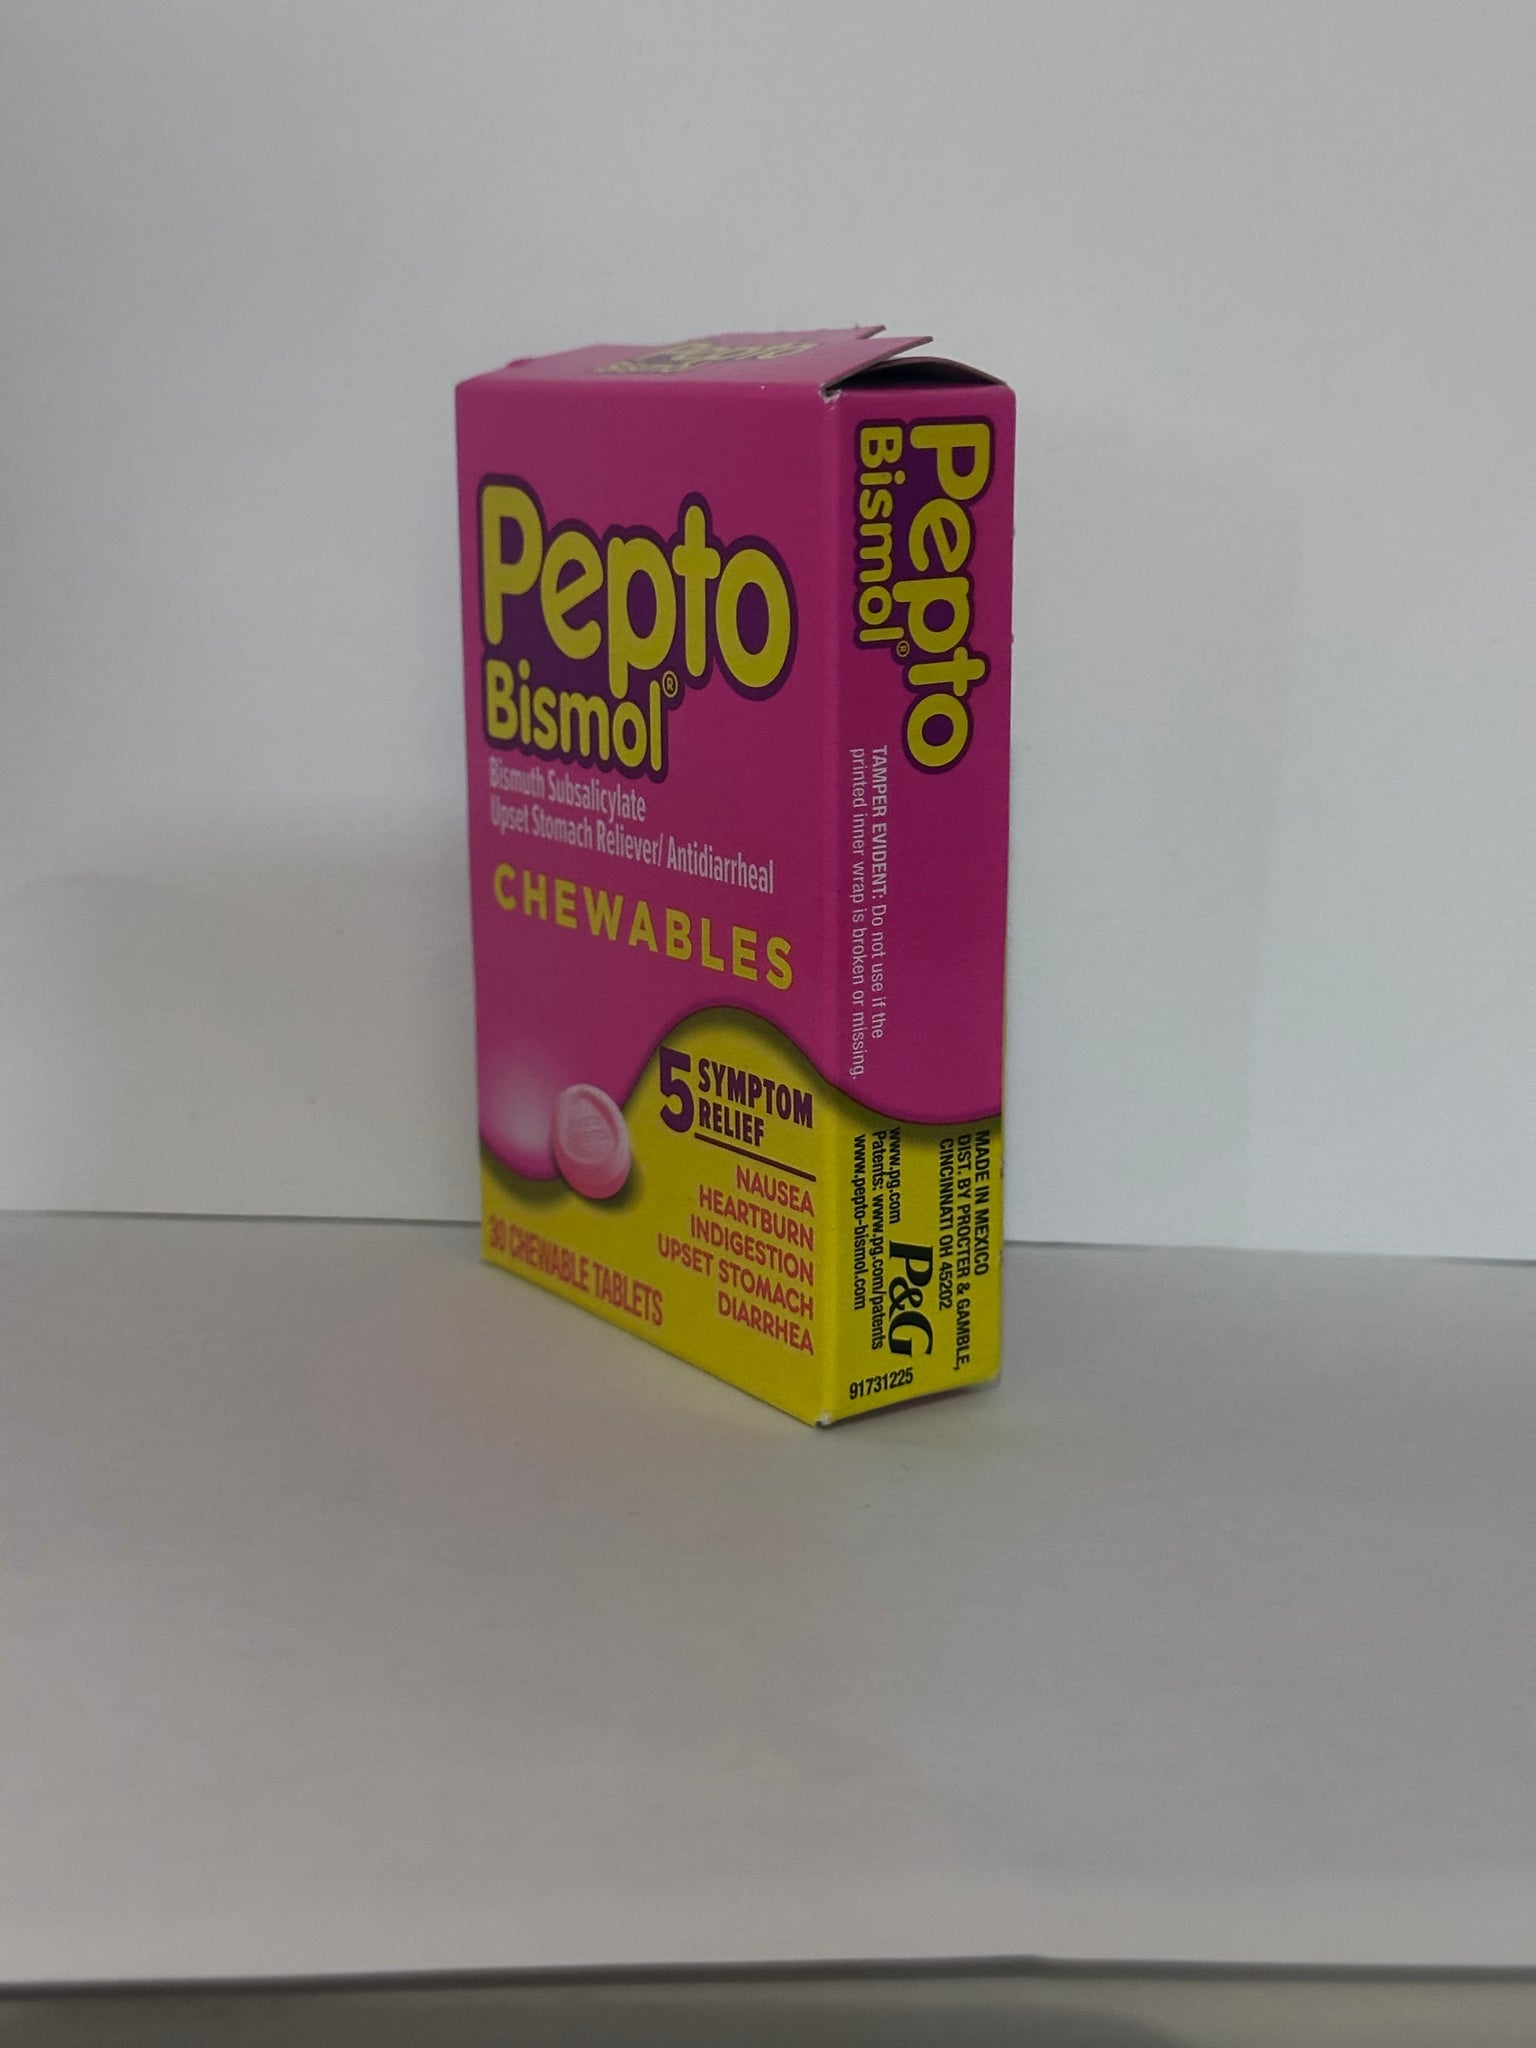 Pepto
Bismol
Pepto
Bismol®
Bismuth Subsalicylate
Upset Stomach Reliever/ Antidiarrheal
CHEWABLES
5 SYMPTOM
RELIEF
NAUSEA
HEARTBURN
INDIGESTION
UPSET STOMACH
DIARRHEA
30 CHEWABLE TABLETS
Pepto
Bismol®
TAMPER EVIDENT: Do not use if the
printed inner wrap is broken or missing.
MADE IN MEXICO
DIST. BY PROCTER & GAMBLE,
CINCINNATI OH 45202
P&G
www.pg.com
Patents: www.pg.com/patents
www.pepto-bismol.com
91731225